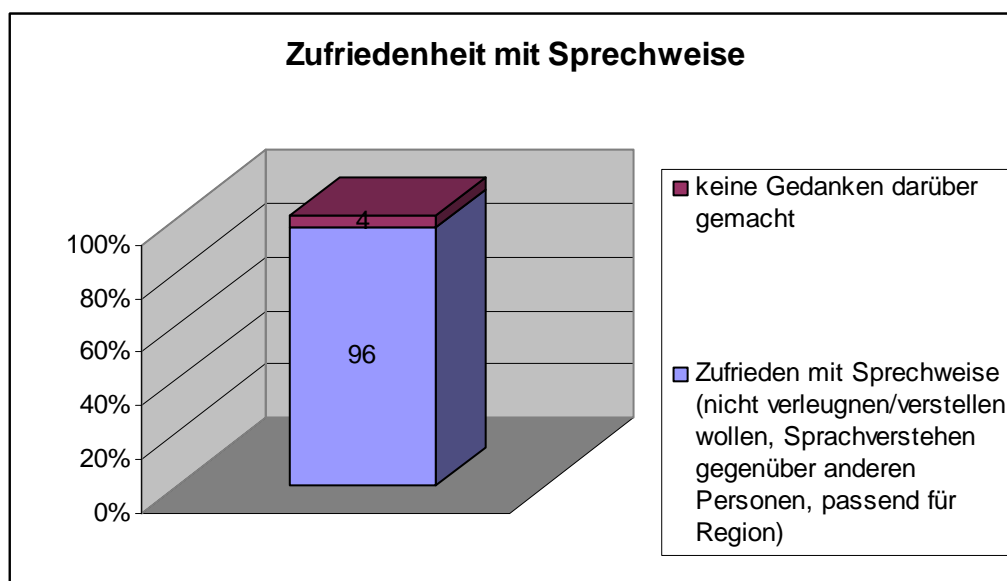 Zufriedenheit mit Sprechweise
100%
80%
60%
40%
20%
0%
4
96
keine Gedanken darüber
gemacht
Zufrieden mit Sprechweise
(nicht verleugnen/verstellen
wollen, Sprachverstehen
gegenüber anderen
Personen, passend für
Region)